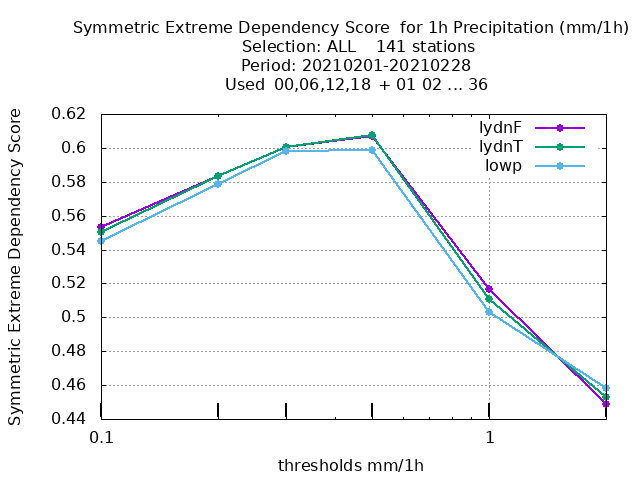 Symmetric Extreme Dependency Score  for 1h Precipitation (mm/1h)
Selection: ALL    141 stations
Period: 20210201-20210228
Used  00,06,12,18 + 01 02 ... 36
Symmetric Extreme Dependency Score
0.62
0.6
0.58
0.56
0.54
0.52
0.5
0.48
0.46
0.44
lydnF
lydnT
lowp
0.1
1
thresholds mm/1h